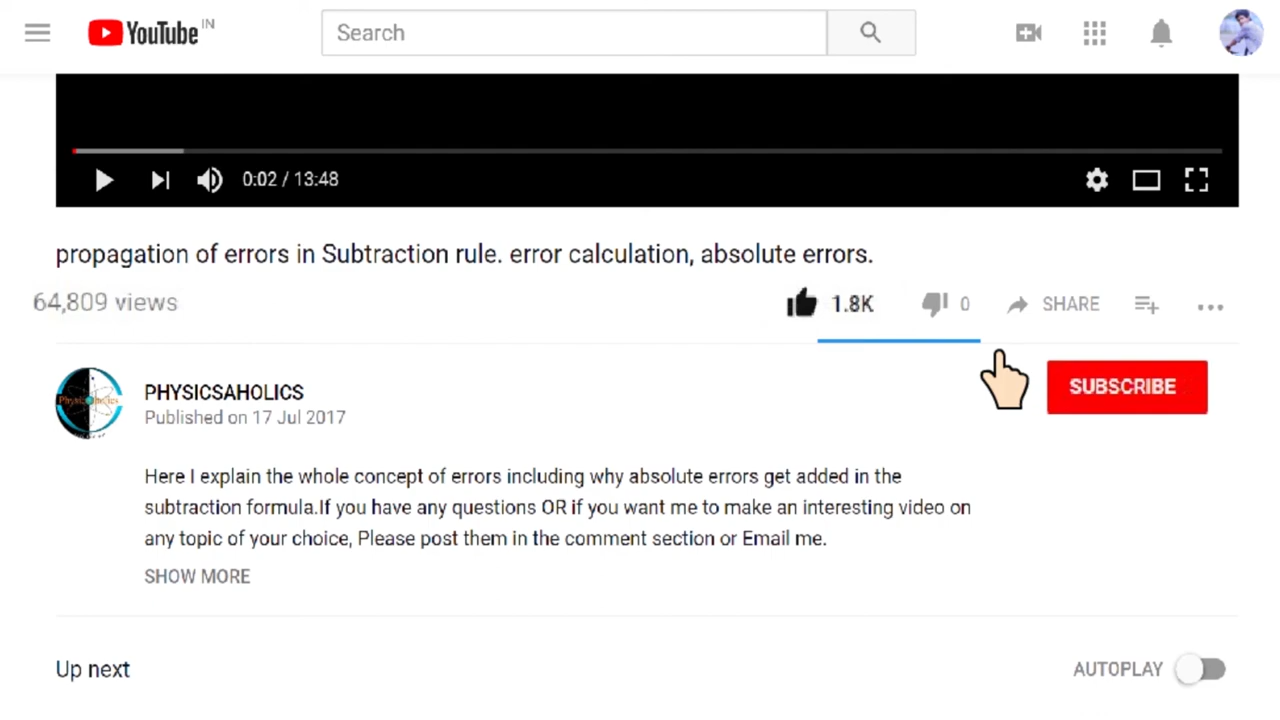 YouTube IN
Search
0:02 / 13:48
propagation of errors in Subtraction rule. error calculation, absolute errors.
64,809 views
1.8K
0
SHARE
SUBSCRIBE
PHYSICSAHOLICS
Published on 17 Jul 2017
Here I explain the whole concept of errors including why absolute errors get added in the
subtraction formula.If you have any questions OR if you want me to make an interesting video on
any topic of your choice, Please post them in the comment section or Email me.
SHOW MORE
Up next
AUTOPLAY